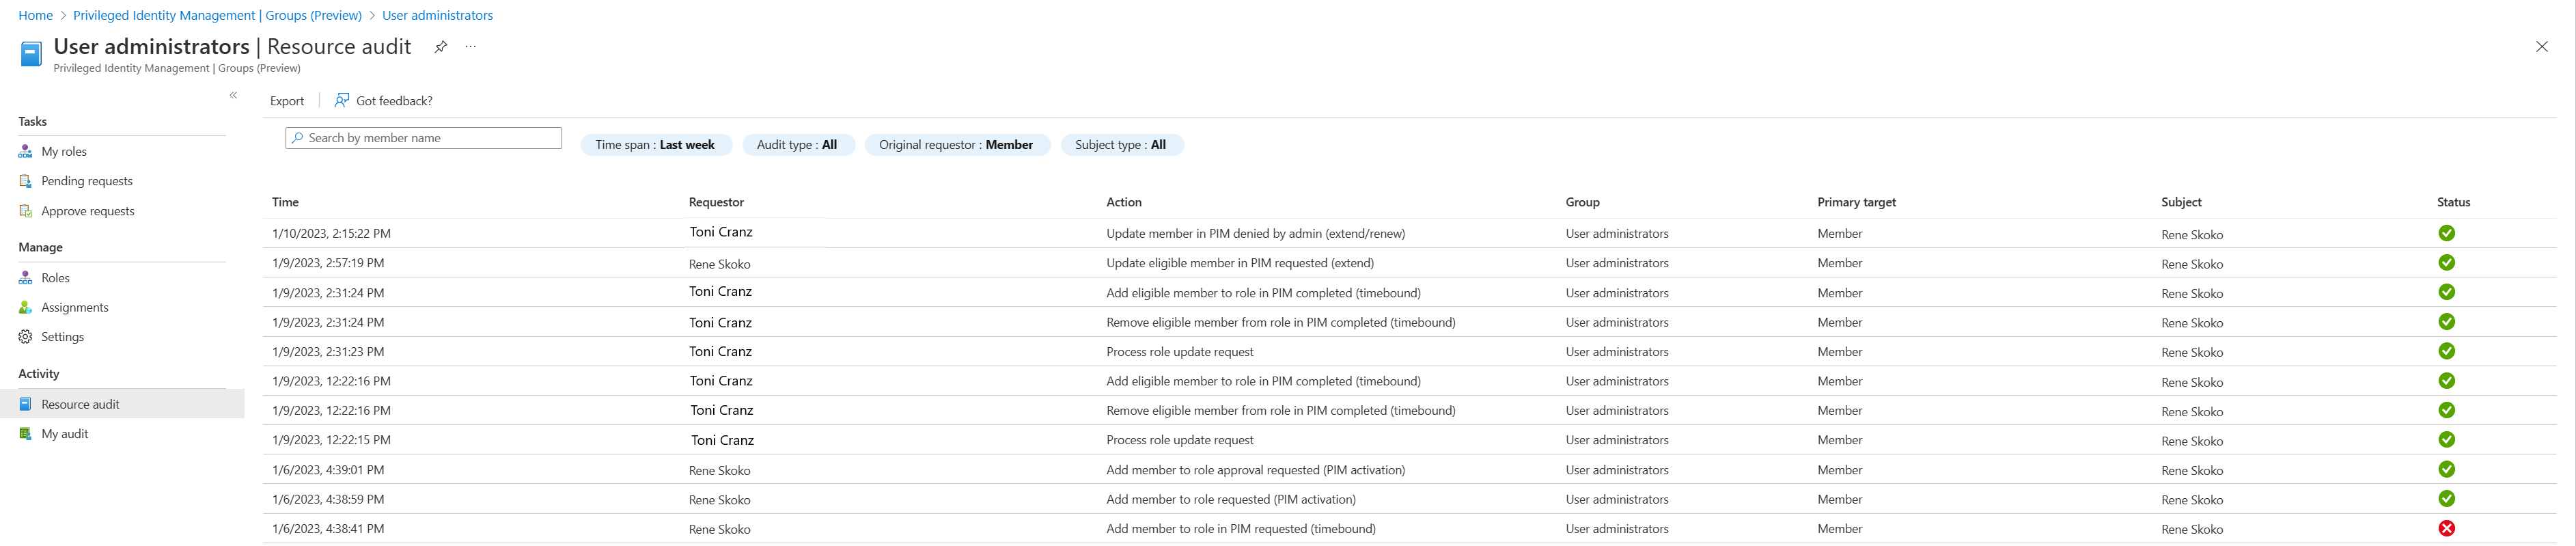 Home > Privileged Identity Management | Groups (Preview) > User administrators
User administrators | Resource audit
Privileged Identity Management | Groups (Preview)
Export Got feedback?
Search by member name Time span : Last week Audit type : All Original requestor : Member Subject type : All
Tasks
My roles
Pending requests
Approve requests
Manage
Roles
Assignments
Settings
Activity
Resource audit
My audit
Time Requestor Action Group Primary target Subject Status
1/10/2023, 2:15:22 PM Toni Cranz Update member in PIM denied by admin (extend/renew) User administrators Member Rene Skoko
1/9/2023, 2:57:19 PM Rene Skoko Update eligible member in PIM requested (extend) User administrators Member Rene Skoko
1/9/2023, 2:31:24 PM Toni Cranz Add eligible member to role in PIM completed (timebound) User administrators Member Rene Skoko
1/9/2023, 2:31:24 PM Toni Cranz Remove eligible member from role in PIM completed (timebound) User administrators Member Rene Skoko
1/9/2023, 2:31:23 PM Toni Cranz Process role update request User administrators Member Rene Skoko
1/9/2023, 12:22:16 PM Toni Cranz Add eligible member to role in PIM completed (timebound) User administrators Member Rene Skoko
1/9/2023, 12:22:16 PM Toni Cranz Remove eligible member from role in PIM completed (timebound) User administrators Member Rene Skoko
1/9/2023, 12:22:15 PM Toni Cranz Process role update request User administrators Member Rene Skoko
1/6/2023, 4:39:01 PM Rene Skoko Add member to role approval requested (PIM activation) User administrators Member Rene Skoko
1/6/2023, 4:38:59 PM Rene Skoko Add member to role requested (PIM activation) User administrators Member Rene Skoko
1/6/2023, 4:38:41 PM Rene Skoko Add member to role in PIM requested (timebound) User administrators Member Rene Skoko